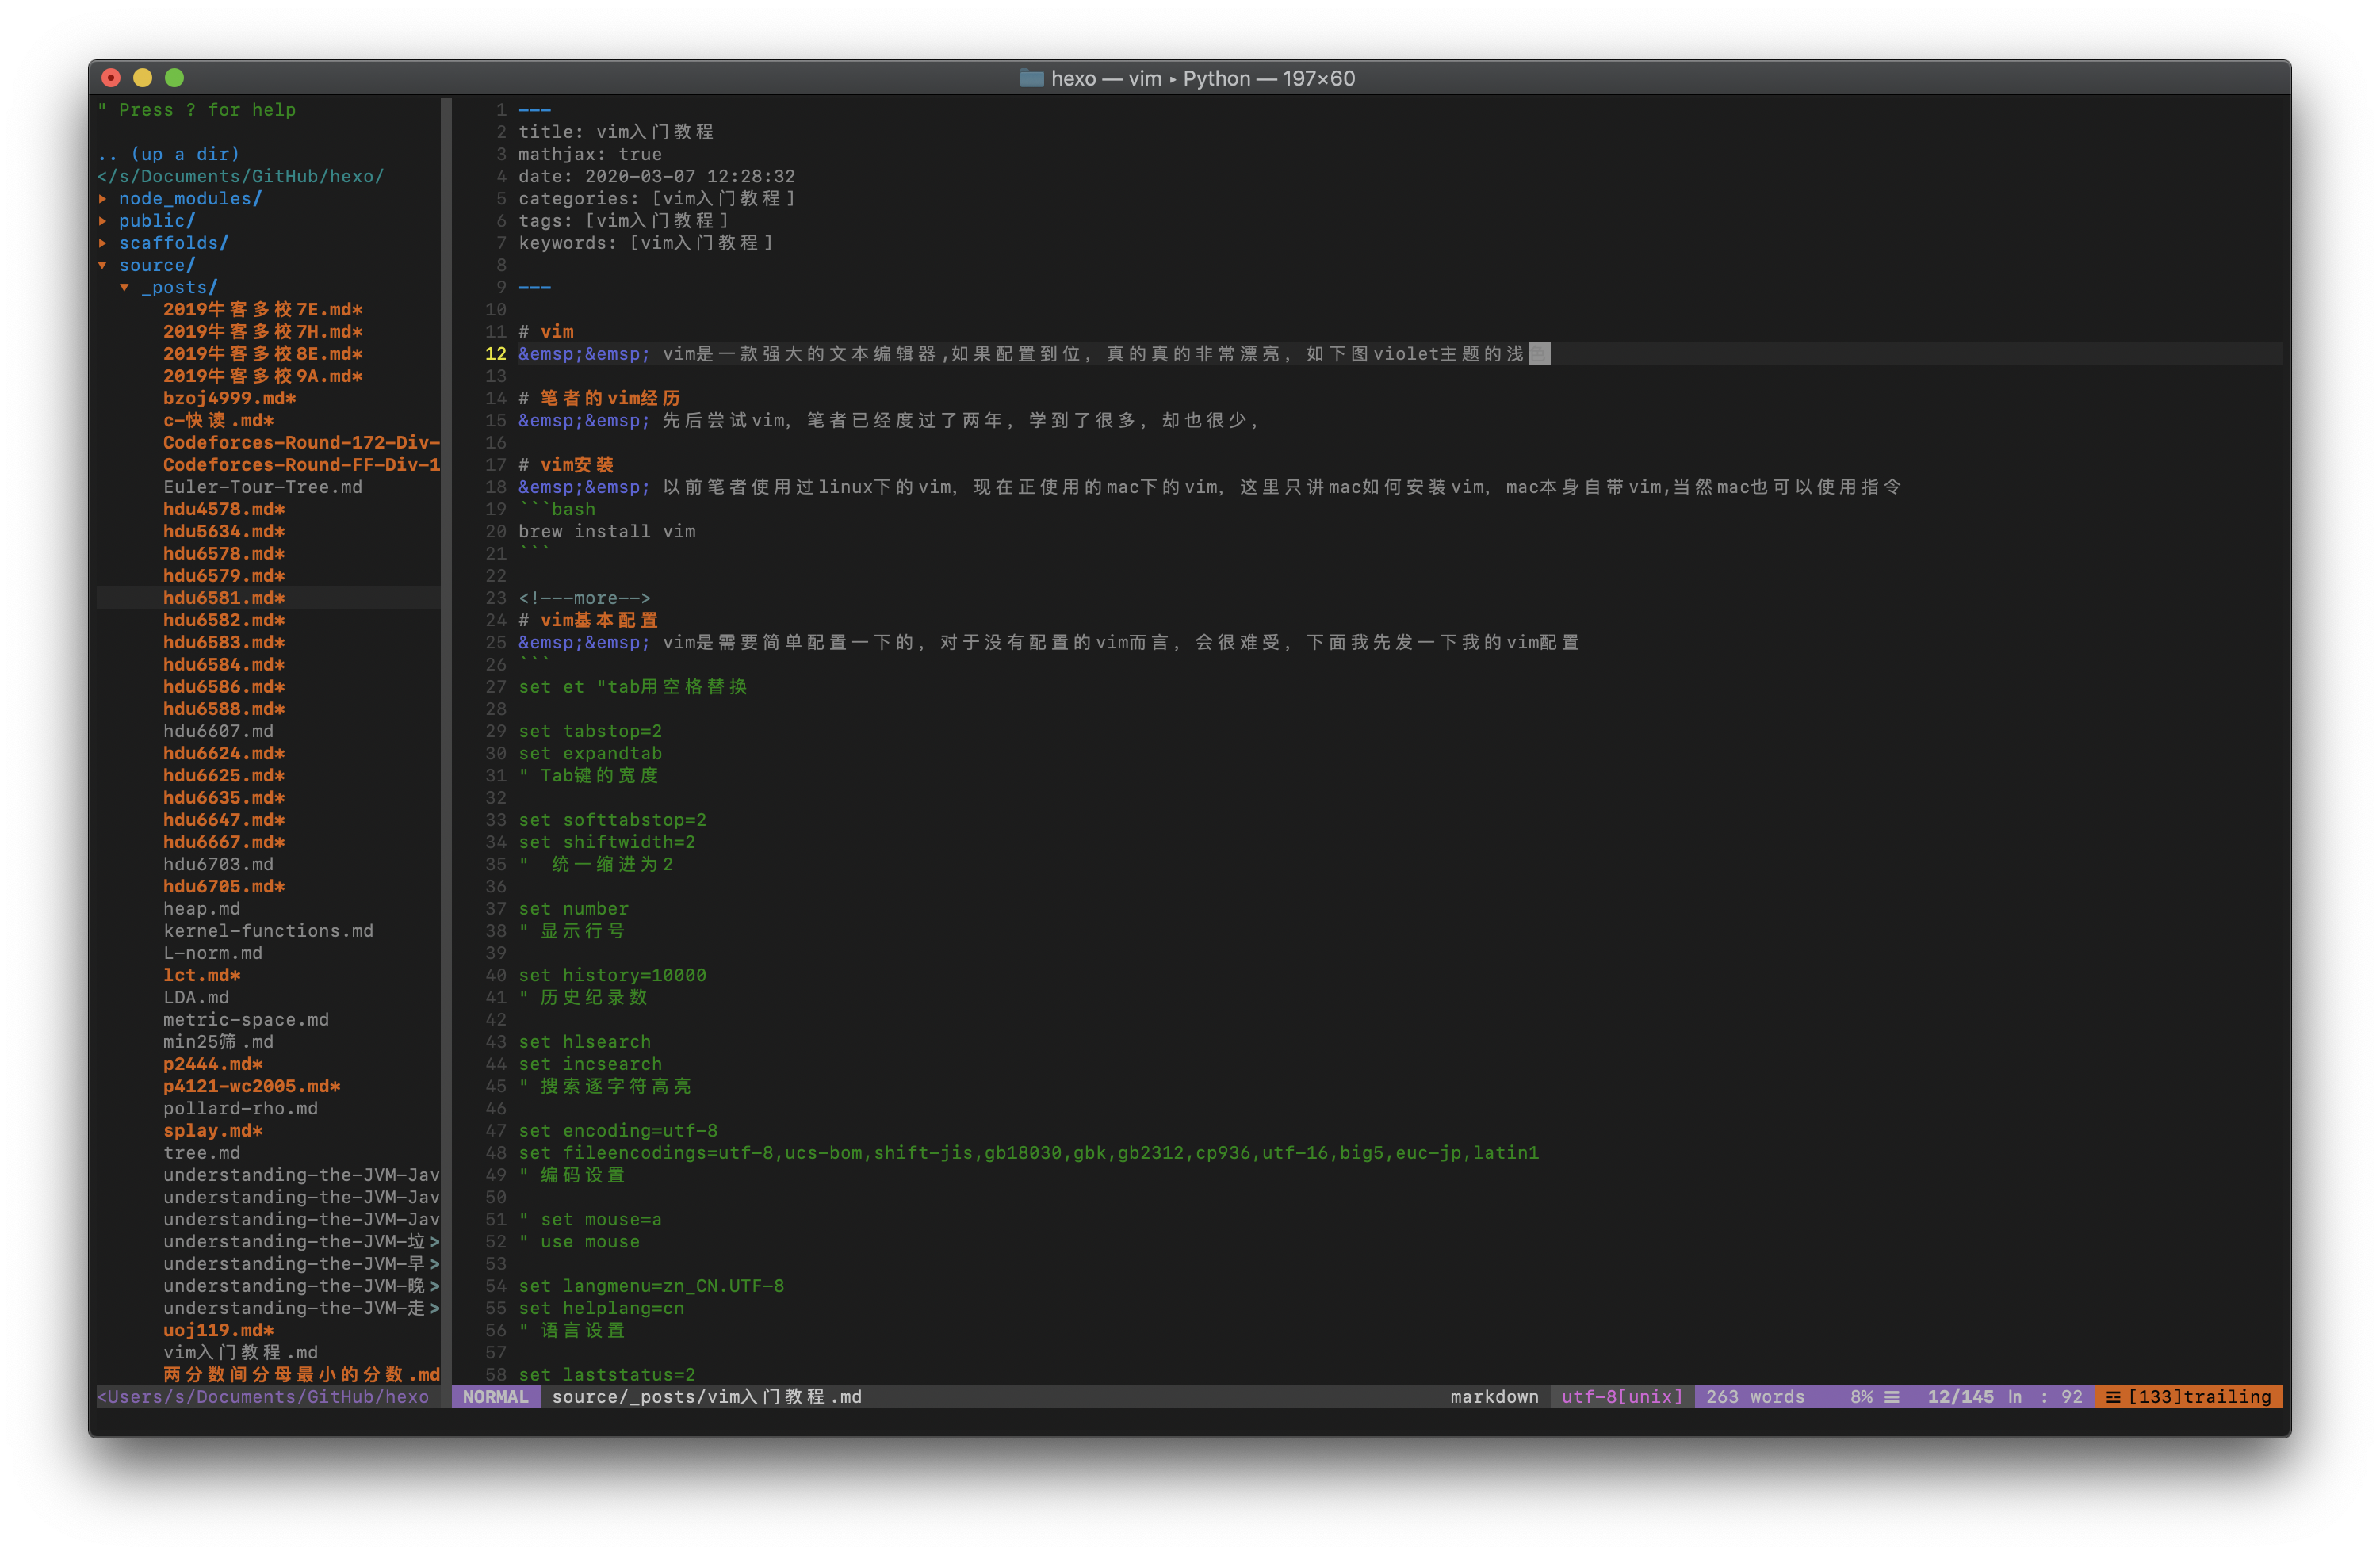 hexo — vim ▸ Python — 197×60
" Press ? for help
.. (up a dir)
</s/Documents/GitHub/hexo/
▸ node_modules/
▸ public/
▸ scaffolds/
▾ source/
▾ _posts/
2019牛客多校7E.md*
2019牛客多校7H.md*
2019牛客多校8E.md*
2019牛客多校9A.md*
bzoj4999.md*
c-快读.md*
Codeforces-Round-172-Div-
Codeforces-Round-FF-Div-1
Euler-Tour-Tree.md
hdu4578.md*
hdu5634.md*
hdu6578.md*
hdu6579.md*
hdu6581.md*
hdu6582.md*
hdu6583.md*
hdu6584.md*
hdu6586.md*
hdu6588.md*
hdu6607.md
hdu6624.md*
hdu6625.md*
hdu6635.md*
hdu6647.md*
hdu6667.md*
hdu6703.md
hdu6705.md*
heap.md
kernel-functions.md
L-norm.md
lct.md*
LDA.md
metric-space.md
min25筛.md
p2444.md*
p4121-wc2005.md*
pollard-rho.md
splay.md*
tree.md
understanding-the-JVM-Jav
understanding-the-JVM-Jav
understanding-the-JVM-Jav
understanding-the-JVM-垃>
understanding-the-JVM-早>
understanding-the-JVM-晚>
understanding-the-JVM-走>
uoj119.md*
vim入门教程.md
两分数间分母最小的分数.md
<Users/s/Documents/GitHub/hexo
1 ---
2 title: vim入门教程
3 mathjax: true
4 date: 2020-03-07 12:28:32
5 categories: [vim入门教程]
6 tags: [vim入门教程]
7 keywords: [vim入门教程]
8
9 ---
10
11 # vim
12 &emsp;&emsp; vim是一款强大的文本编辑器,如果配置到位，真的真的非常漂亮，如下图violet主题的浅色
13
14 # 笔者的vim经历
15 &emsp;&emsp; 先后尝试vim，笔者已经度过了两年，学到了很多，却也很少，
16
17 # vim安装
18 &emsp;&emsp; 以前笔者使用过linux下的vim，现在正使用的mac下的vim，这里只讲mac如何安装vim，mac本身自带vim,当然mac也可以使用指令
19 ```bash
20 brew install vim
21 ```
22
23 <!---more-->
24 # vim基本配置
25 &emsp;&emsp; vim是需要简单配置一下的，对于没有配置的vim而言，会很难受，下面我先发一下我的vim配置
26 ```
27 set et "tab用空格替换
28
29 set tabstop=2
30 set expandtab
31 " Tab键的宽度
32
33 set softtabstop=2
34 set shiftwidth=2
35 "  统一缩进为2
36
37 set number
38 " 显示行号
39
40 set history=10000
41 " 历史纪录数
42
43 set hlsearch
44 set incsearch
45 " 搜索逐字符高亮
46
47 set encoding=utf-8
48 set fileencodings=utf-8,ucs-bom,shift-jis,gb18030,gbk,gb2312,cp936,utf-16,big5,euc-jp,latin1
49 " 编码设置
50
51 " set mouse=a
52 " use mouse
53
54 set langmenu=zn_CN.UTF-8
55 set helplang=cn
56 " 语言设置
57
58 set laststatus=2
NORMAL source/_posts/vim入门教程.md markdown utf-8[unix] 263 words 8% ☰ 12/145 ln : 92 ☲ [133]trailing